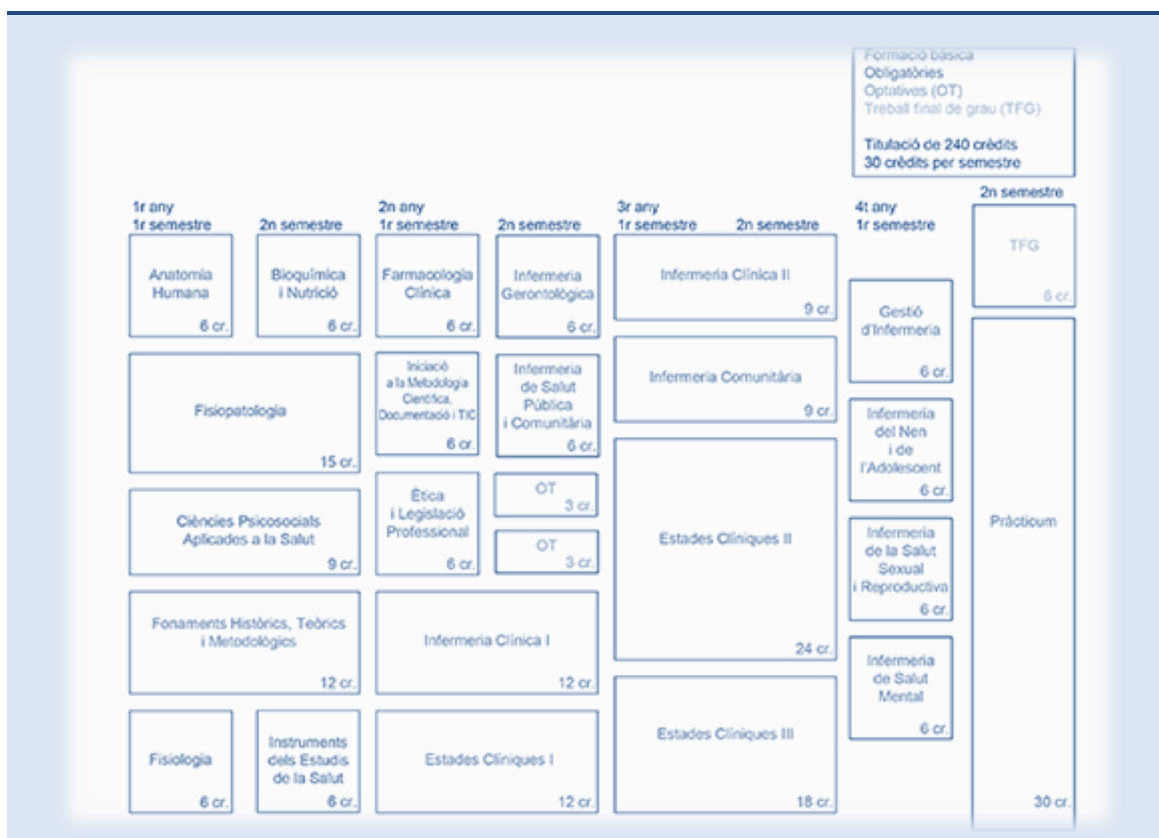 Formació bàsica
Obligatòries
Optatives (OT)
Treball final de grau (TFG)
Titulació de 240 crèdits
30 crèdits per semestre
1r any
1r semestre
2n semestre
2n any
1r semestre
2n semestre
3r any
1r semestre
2n semestre
4t any
1r semestre
2n semestre
Anatomia
Humana
6 cr.
Bioquímica
i Nutrició
6 cr.
Fisiopatologia
15 cr.
Ciències Psicosocials
Aplicades a la Salut
9 cr.
Fonaments Històrics, Teòrics
i Metodològics
12 cr.
Fisiologia
6 cr.
Instruments
dels Estudis
de la Salut
6 cr.
Farmacologia
Clínica
6 cr.
Infermeria
Gerontològica
6 cr.
Iniciació
a la Metodologia
Científica,
Documentació i TIC
6 cr.
Infermeria
de Salut
Pública
i Comunitària
6 cr.
Ètica
i Legislació
Professional
6 cr.
OT
3 cr.
OT
3 cr.
Infermeria Clínica I
12 cr.
Estades Clíniques I
12 cr.
Infermeria Clínica II
9 cr.
Infermeria Comunitària
9 cr.
Estades Clíniques II
24 cr.
Estades Clíniques III
18 cr.
Gestió
d'Infermeria
6 cr.
Infermeria
del Nen
i de
l'Adolescent
6 cr.
Infermeria
de la Salut
Sexual
i Reproductiva
6 cr.
Infermeria
de Salut
Mental
6 cr.
TFG
6 cr.
Pràcticum
30 cr.